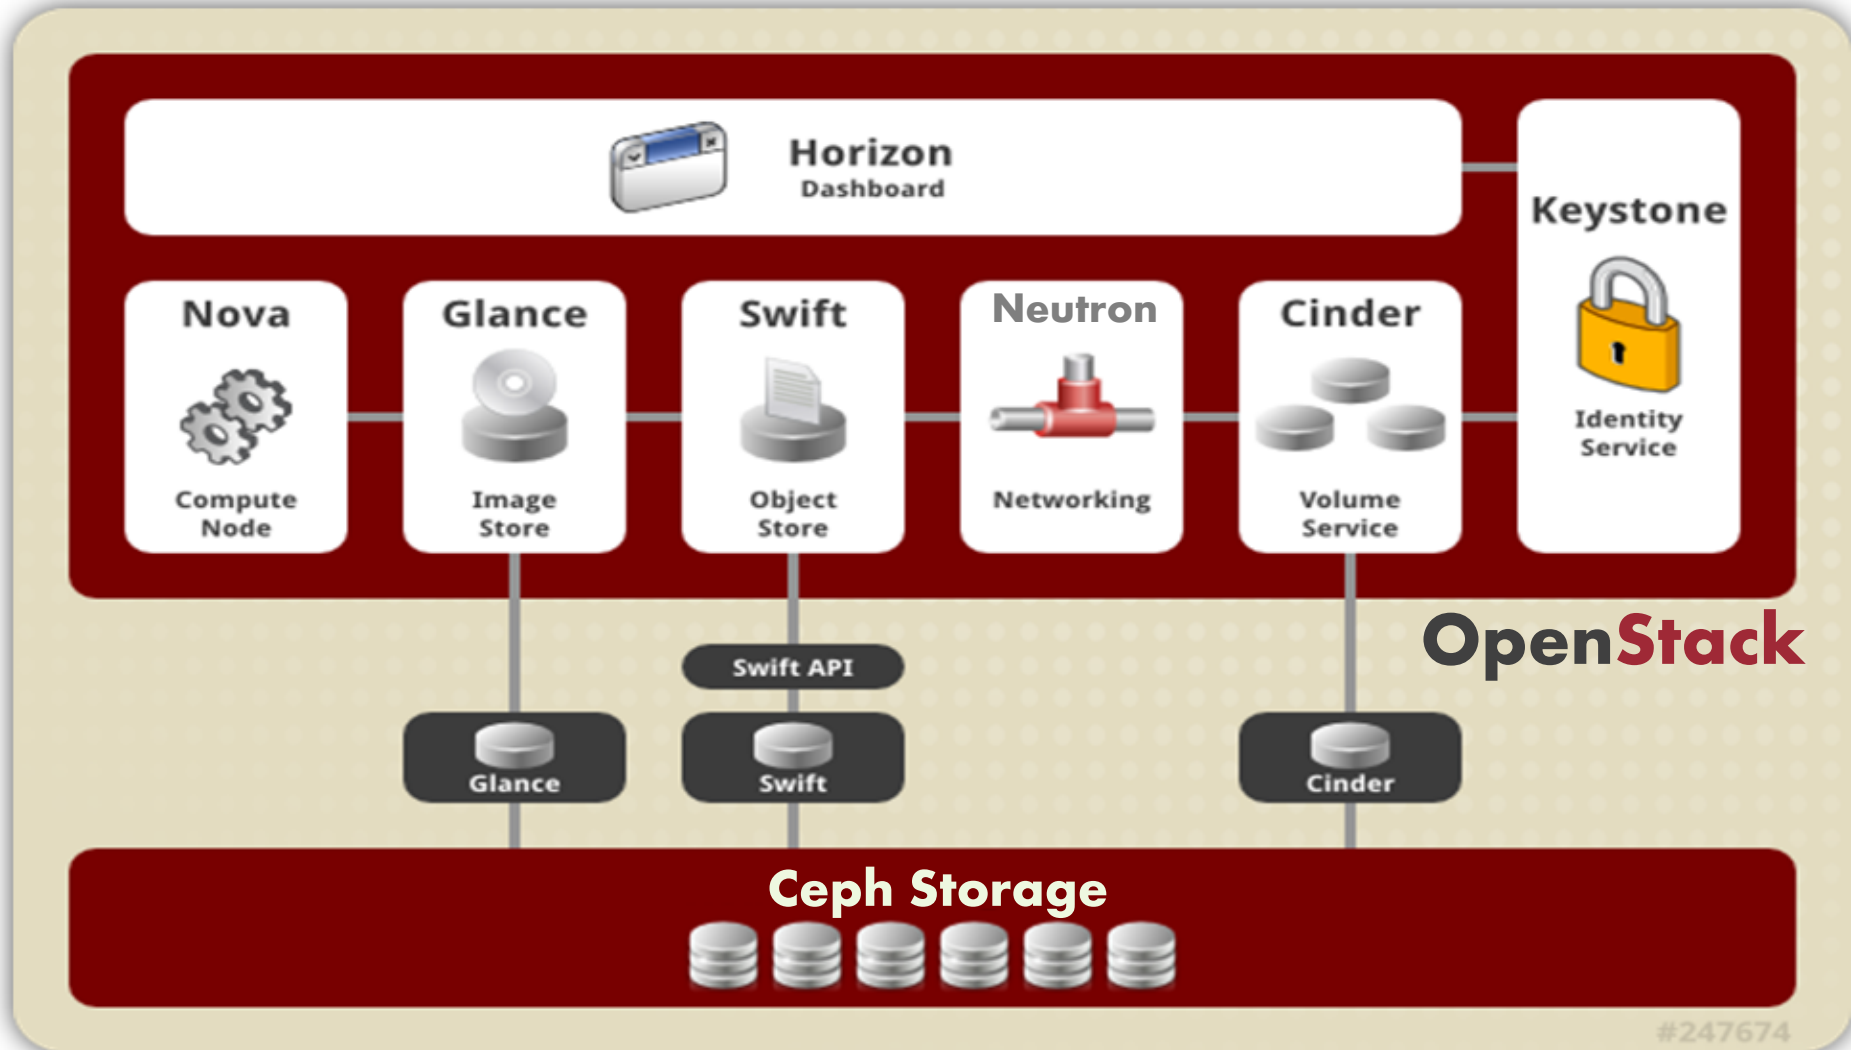 Horizon
Dashboard
Keystone
Identity
Service
Nova
Compute
Node
Glance
Image
Store
Swift
Object
Store
Neutron
Networking
Cinder
Volume
Service
OpenStack
Swift API
Glance
Swift
Cinder
Ceph Storage
#247674